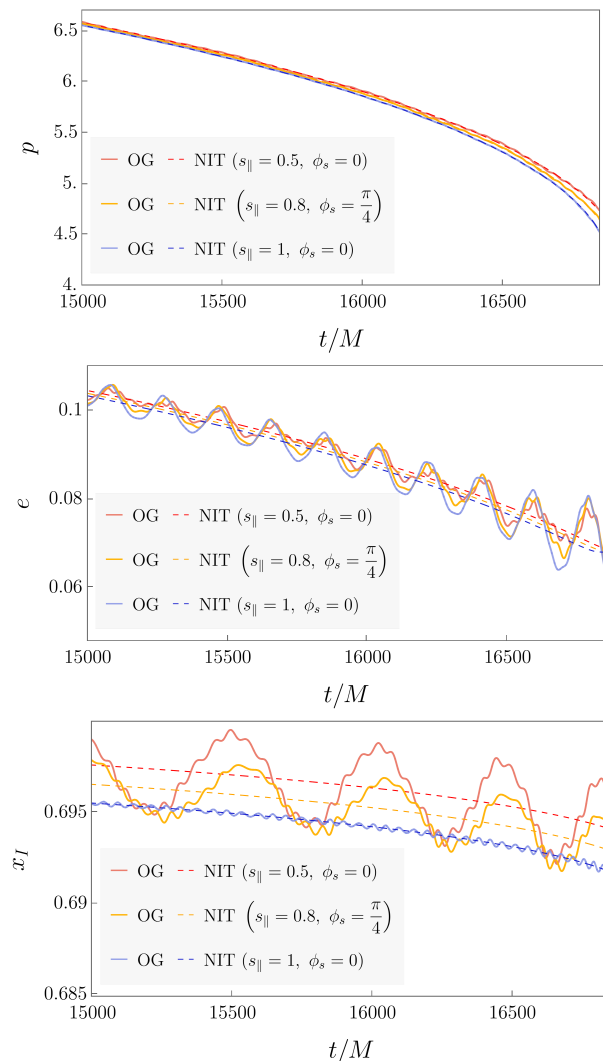 6.5
6.
5.5
5.
4.5
4.
p
OG NIT (s∥ = 0.5, ϕs = 0)
OG NIT (s∥ = 0.8, ϕs = π/4)
OG NIT (s∥ = 1, ϕs = 0)
15000 15500 16000 16500
t/M
0.1
0.08
0.06
e
OG NIT (s∥ = 0.5, ϕs = 0)
OG NIT (s∥ = 0.8, ϕs = π/4)
OG NIT (s∥ = 1, ϕs = 0)
15000 15500 16000 16500
t/M
0.695
0.69
0.685
xI
OG NIT (s∥ = 0.5, ϕs = 0)
OG NIT (s∥ = 0.8, ϕs = π/4)
OG NIT (s∥ = 1, ϕs = 0)
15000 15500 16000 16500
t/M